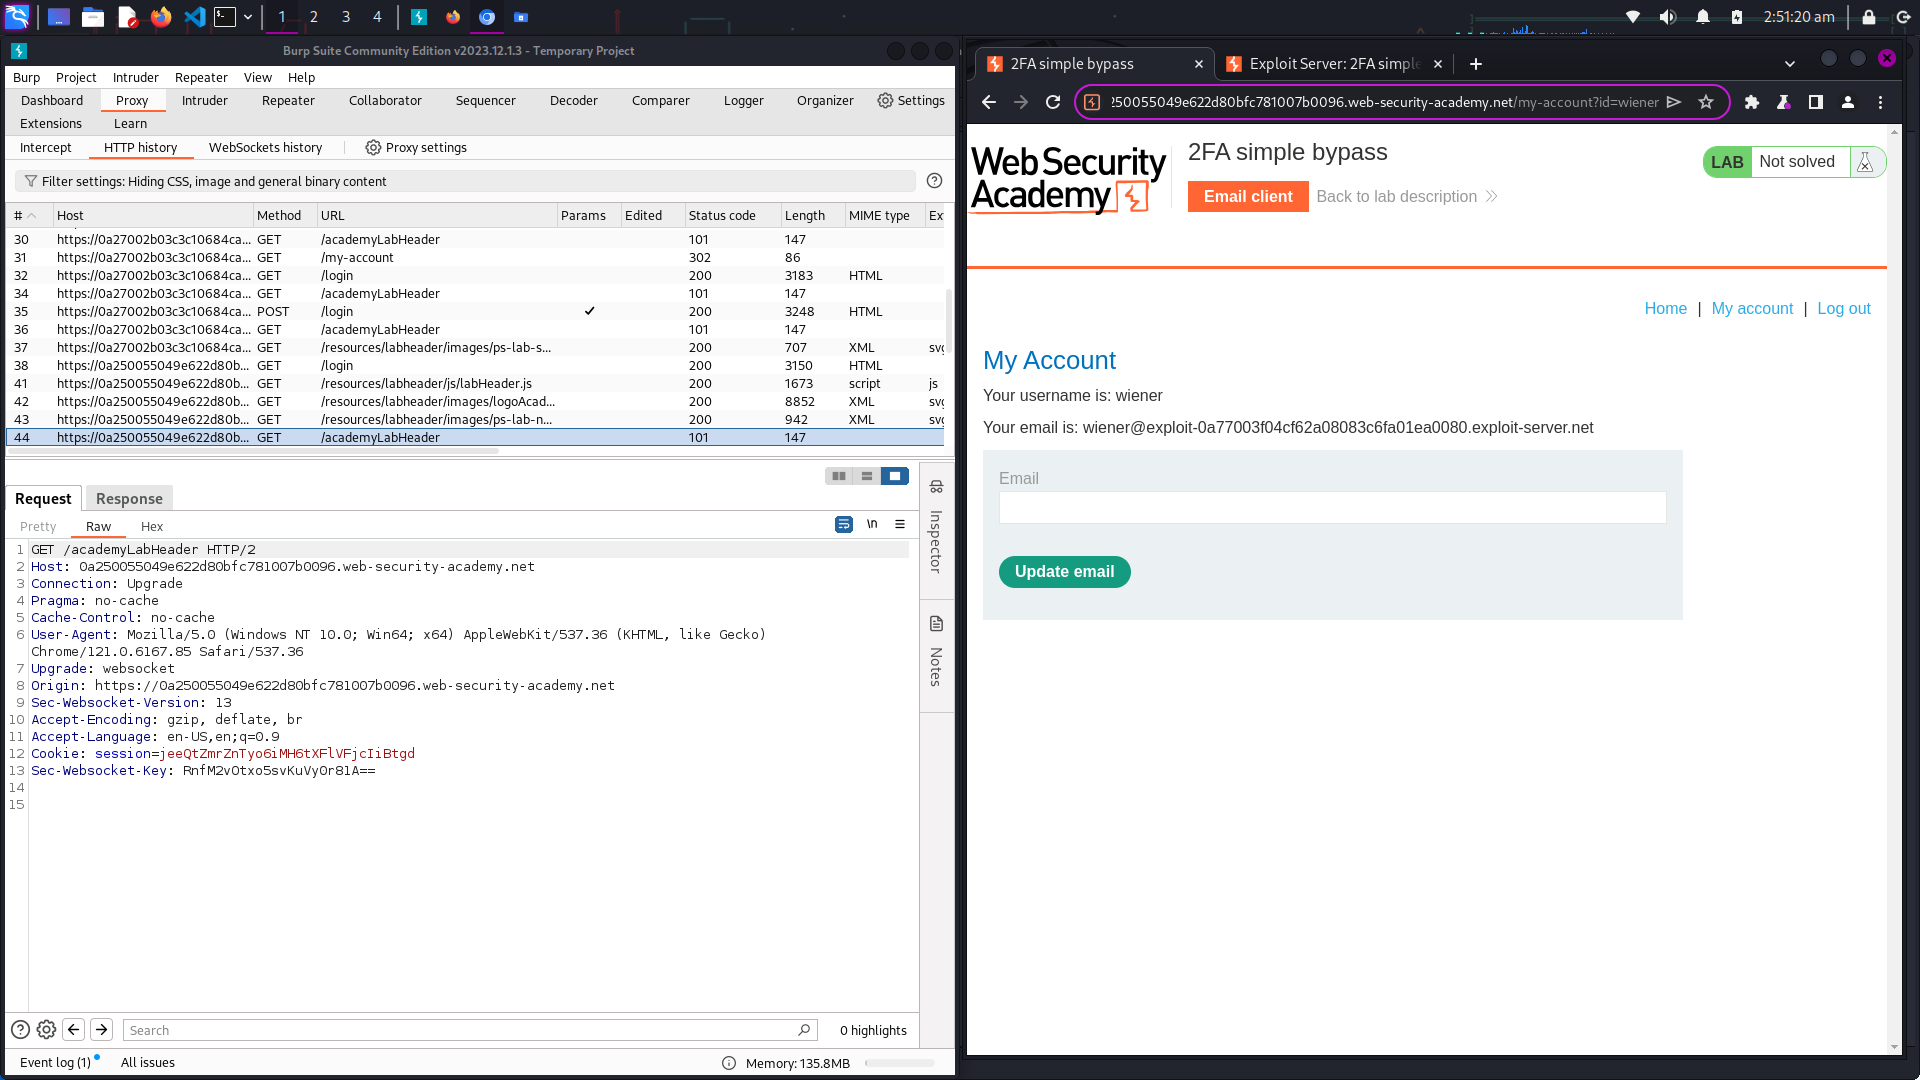 1 2 3 4
2:51:20 am
Burp Suite Community Edition v2023.12.1.3 - Temporary Project
Burp Project Intruder Repeater View Help
Dashboard Proxy Intruder Repeater Collaborator Sequencer Decoder Comparer Logger Organizer Settings
Extensions Learn
Intercept HTTP history WebSockets history Proxy settings
Filter settings: Hiding CSS, image and general binary content
# Host Method URL Params Edited Status code Length MIME type Ex
30 https://0a27002b03c3c10684ca... GET /academyLabHeader 101 147
31 https://0a27002b03c3c10684ca... GET /my-account 302 86
32 https://0a27002b03c3c10684ca... GET /login 200 3183 HTML
34 https://0a27002b03c3c10684ca... GET /academyLabHeader 101 147
35 https://0a27002b03c3c10684ca... POST /login ✓ 200 3248 HTML
36 https://0a27002b03c3c10684ca... GET /academyLabHeader 101 147
37 https://0a27002b03c3c10684ca... GET /resources/labheader/images/ps-lab-s... 200 707 XML svg
38 https://0a250055049e622d80b... GET /login 200 3150 HTML
41 https://0a250055049e622d80b... GET /resources/labheader/js/labHeader.js 200 1673 script js
42 https://0a250055049e622d80b... GET /resources/labheader/images/logoAcad... 200 8852 XML svg
43 https://0a250055049e622d80b... GET /resources/labheader/images/ps-lab-n... 200 942 XML svg
44 https://0a250055049e622d80b... GET /academyLabHeader 101 147
Request Response
Pretty Raw Hex
\n
1 GET /academyLabHeader HTTP/2
2 Host: 0a250055049e622d80bfc781007b0096.web-security-academy.net
3 Connection: Upgrade
4 Pragma: no-cache
5 Cache-Control: no-cache
6 User-Agent: Mozilla/5.0 (Windows NT 10.0; Win64; x64) AppleWebKit/537.36 (KHTML, like Gecko)
Chrome/121.0.6167.85 Safari/537.36
7 Upgrade: websocket
8 Origin: https://0a250055049e622d80bfc781007b0096.web-security-academy.net
9 Sec-Websocket-Version: 13
10 Accept-Encoding: gzip, deflate, br
11 Accept-Language: en-US,en;q=0.9
12 Cookie: session=jeeQtZmrZnTyo6iMH6tXFlVFjcIiBtgd
13 Sec-Websocket-Key: RnfM2vOtxo5svKuVyOr81A==
14
15
Inspector
Notes
Search
0 highlights
Event log (1) All issues
Memory: 135.8MB
2FA simple bypass
Exploit Server: 2FA simple
250055049e622d80bfc781007b0096.web-security-academy.net/my-account?id=wiener
Web Security
Academy
2FA simple bypass
Email client
Back to lab description
LAB Not solved
Home | My account | Log out
My Account
Your username is: wiener
Your email is: wiener@exploit-0a77003f04cf62a08083c6fa01ea0080.exploit-server.net
Email
Update email